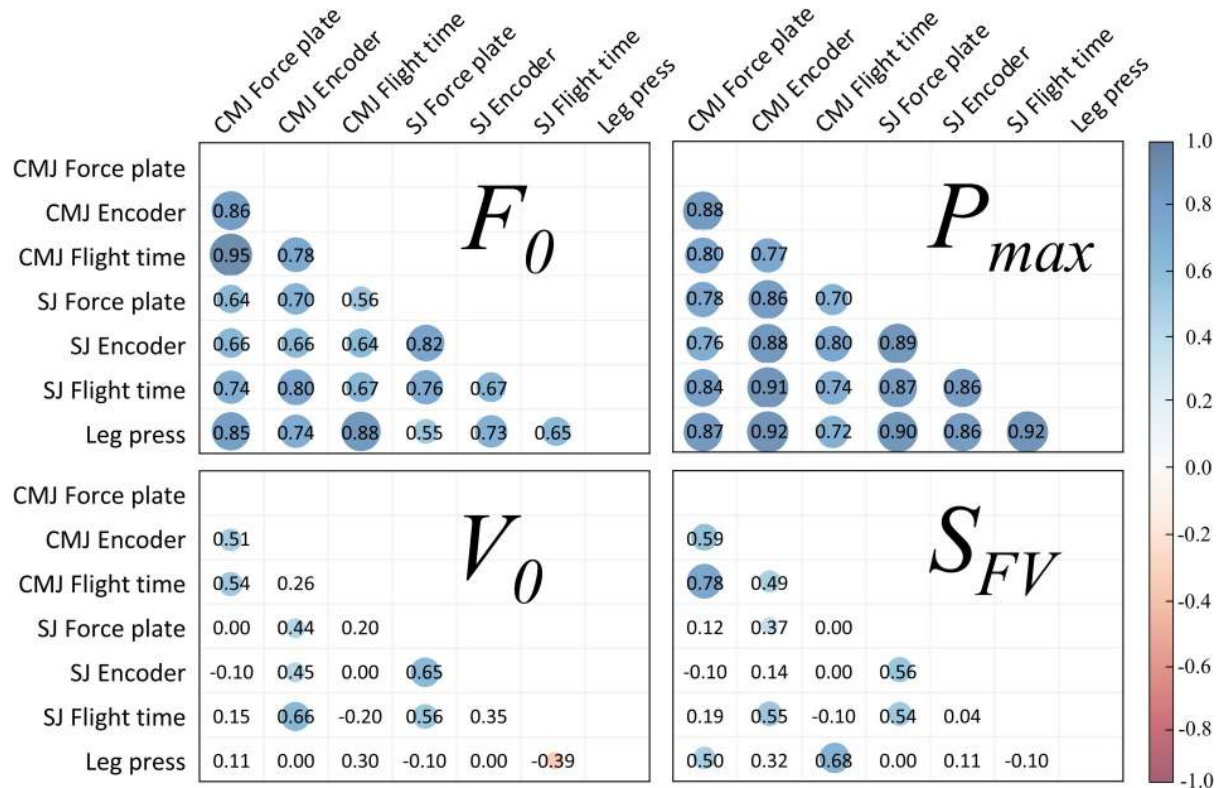 CMJ Force plate CMJ Encoder CMJ Flight time SJ Force plate SJ Encoder SJ Flight time Leg press
CMJ Force plate CMJ Encoder CMJ Flight time SJ Force plate SJ Encoder SJ Flight time Leg press
CMJ Force plate
CMJ Encoder 0.86 0.88
CMJ Flight time 0.95 0.78 0.80 0.77
SJ Force plate 0.64 0.70 0.56 0.78 0.86 0.70
SJ Encoder 0.66 0.66 0.64 0.82 0.76 0.88 0.80 0.89
SJ Flight time 0.74 0.80 0.67 0.76 0.67 0.84 0.91 0.74 0.87 0.86
Leg press 0.85 0.74 0.88 0.55 0.73 0.65 0.87 0.92 0.72 0.90 0.86 0.92
F0 Pmax
CMJ Force plate
CMJ Encoder 0.51 0.59
CMJ Flight time 0.54 0.26 0.78 0.49
SJ Force plate 0.00 0.44 0.20 0.12 0.37 0.00
SJ Encoder -0.10 0.45 0.00 0.65 -0.10 0.14 0.00 0.56
SJ Flight time 0.15 0.66 -0.20 0.56 0.35 0.19 0.55 -0.10 0.54 0.04
Leg press 0.11 0.00 0.30 -0.10 0.00 -0.39 0.50 0.32 0.68 0.00 0.11 -0.10
V0 SFV
1.0
0.8
0.6
0.4
0.2
0.0
-0.2
-0.4
-0.6
-0.8
-1.0